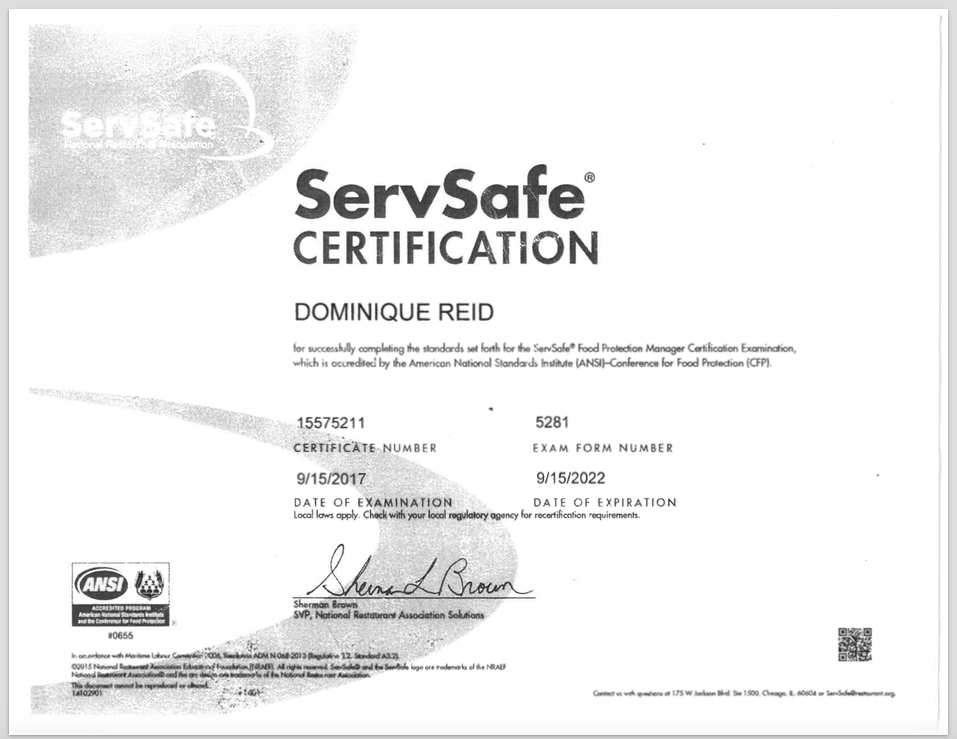 ServSafe
National Restaurant Association
ServSafe®
CERTIFICATION
DOMINIQUE REID
for successfully completing the standards set forth for the ServSafe® Food Protection Manager Certification Examination,
which is accredited by the American National Standards Institute (ANSI)–Conference for Food Protection (CFP).
15575211
5281
CERTIFICATE NUMBER
EXAM FORM NUMBER
9/15/2017
9/15/2022
DATE OF EXAMINATION
DATE OF EXPIRATION
Local laws apply. Check with your local regulatory agency for recertification requirements.
Sherman Brown
SVP, National Restaurant Association Solutions
ANSI
ACCREDITED PROGRAM
American National Standards Institute
and the Conference for Food Protection
#0655
In accordance with Maritime Labour Convention 2006, Resolution ADM N 068-2013 (Regulation 3.2, Standard A3.2).
©2015 National Restaurant Association Educational Foundation (NRAEF). All rights reserved. ServSafe® and the ServSafe logo are trademarks of the NRAEF
National Restaurant Association® and the arc design are trademarks of the National Restaurant Association.
This document cannot be reproduced or altered.
14102901
Contact us with questions at 175 W Jackson Blvd. Ste 1500, Chicago, IL 60604 or ServSafe@restaurant.org.